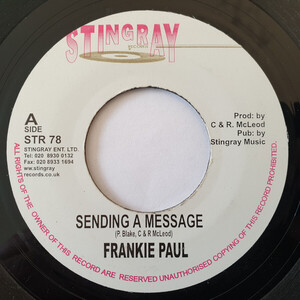 STINGRAY
A
SIDE
STR 78
STINGRAY ENT. LTD.
Tel: 020 8930 0132
Fax: 020 8933 1694
www.stingray
records.co.uk
Prod: by
C & R. McLeod
Pub: by
Stingray Music
SENDING A MESSAGE
(P. Blake, C & R McLeod)
FRANKIE PAUL
ALL RIGHTS OF THE OWNER OF THIS RECORD ARE RESERVED UNAUTHORISED COPYING OF THIS RECORD PROHIBITED.